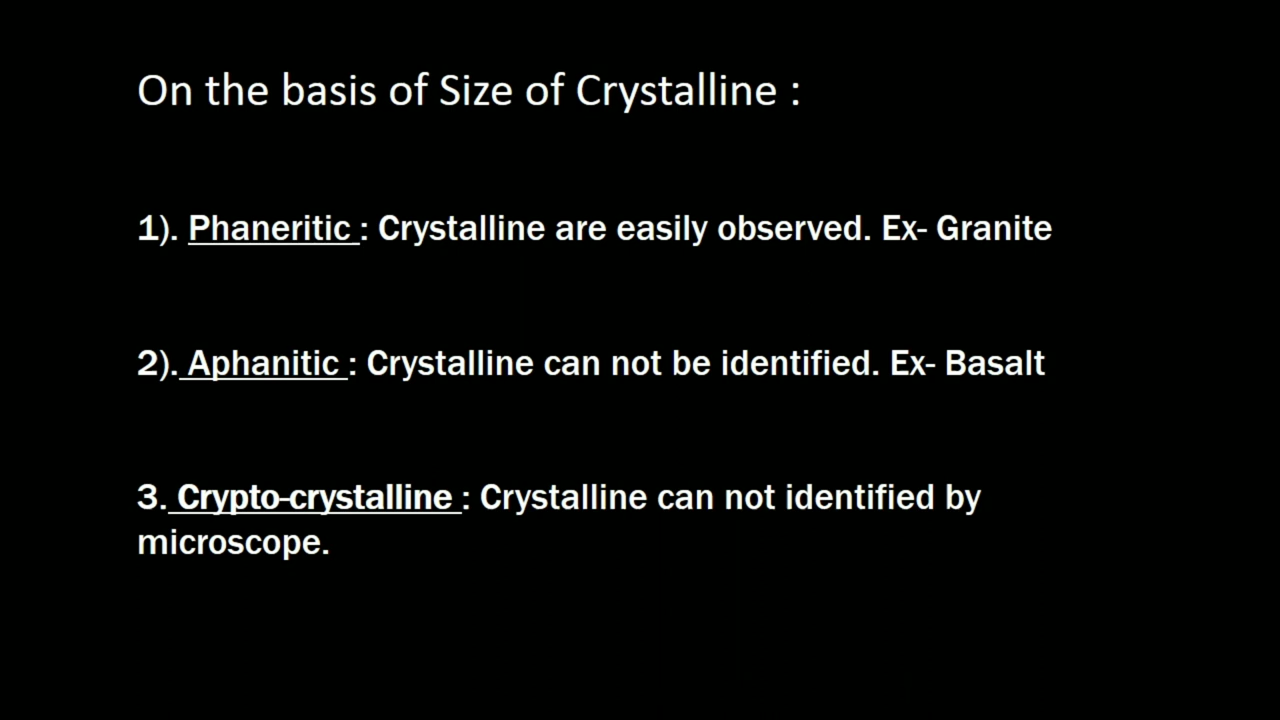 On the basis of Size of Crystalline :
1). Phaneritic : Crystalline are easily observed. Ex- Granite
2). Aphanitic : Crystalline can not be identified. Ex- Basalt
3. Crypto-crystalline : Crystalline can not identified by
microscope.